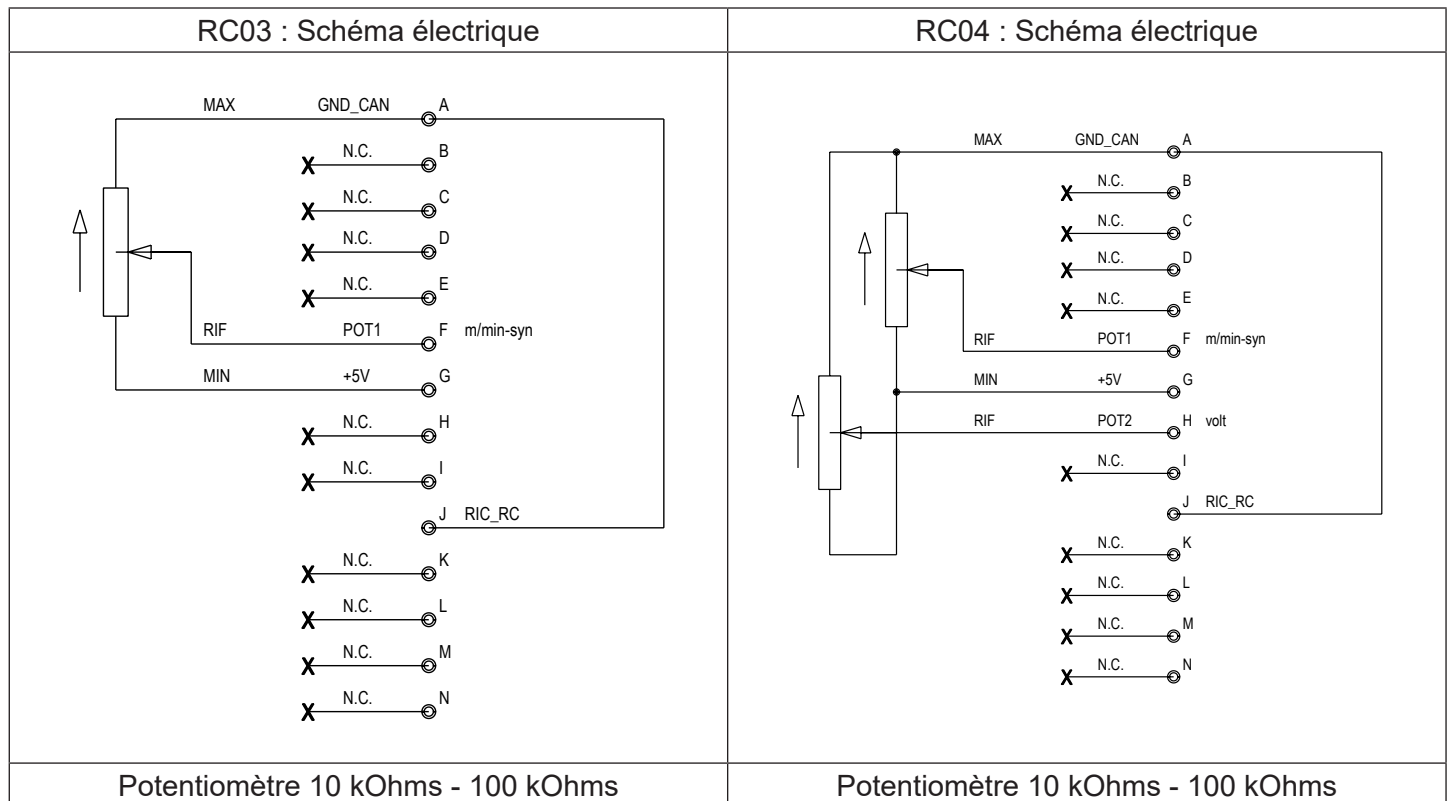 RC03 : Schéma électrique
MAX GND_CAN A
N.C. B
N.C. C
N.C. D
N.C. E
RIF POT1 F m/min-syn
MIN +5V G
N.C. H
N.C. I
J RIC_RC
N.C. K
N.C. L
N.C. M
N.C. N
Potentiomètre 10 kOhms - 100 kOhms
RC04 : Schéma électrique
MAX GND_CAN A
N.C. B
N.C. C
N.C. D
N.C. E
RIF POT1 F m/min-syn
MIN +5V G
RIF POT2 H volt
N.C. I
J RIC_RC
N.C. K
N.C. L
N.C. M
N.C. N
Potentiomètre 10 kOhms - 100 kOhms